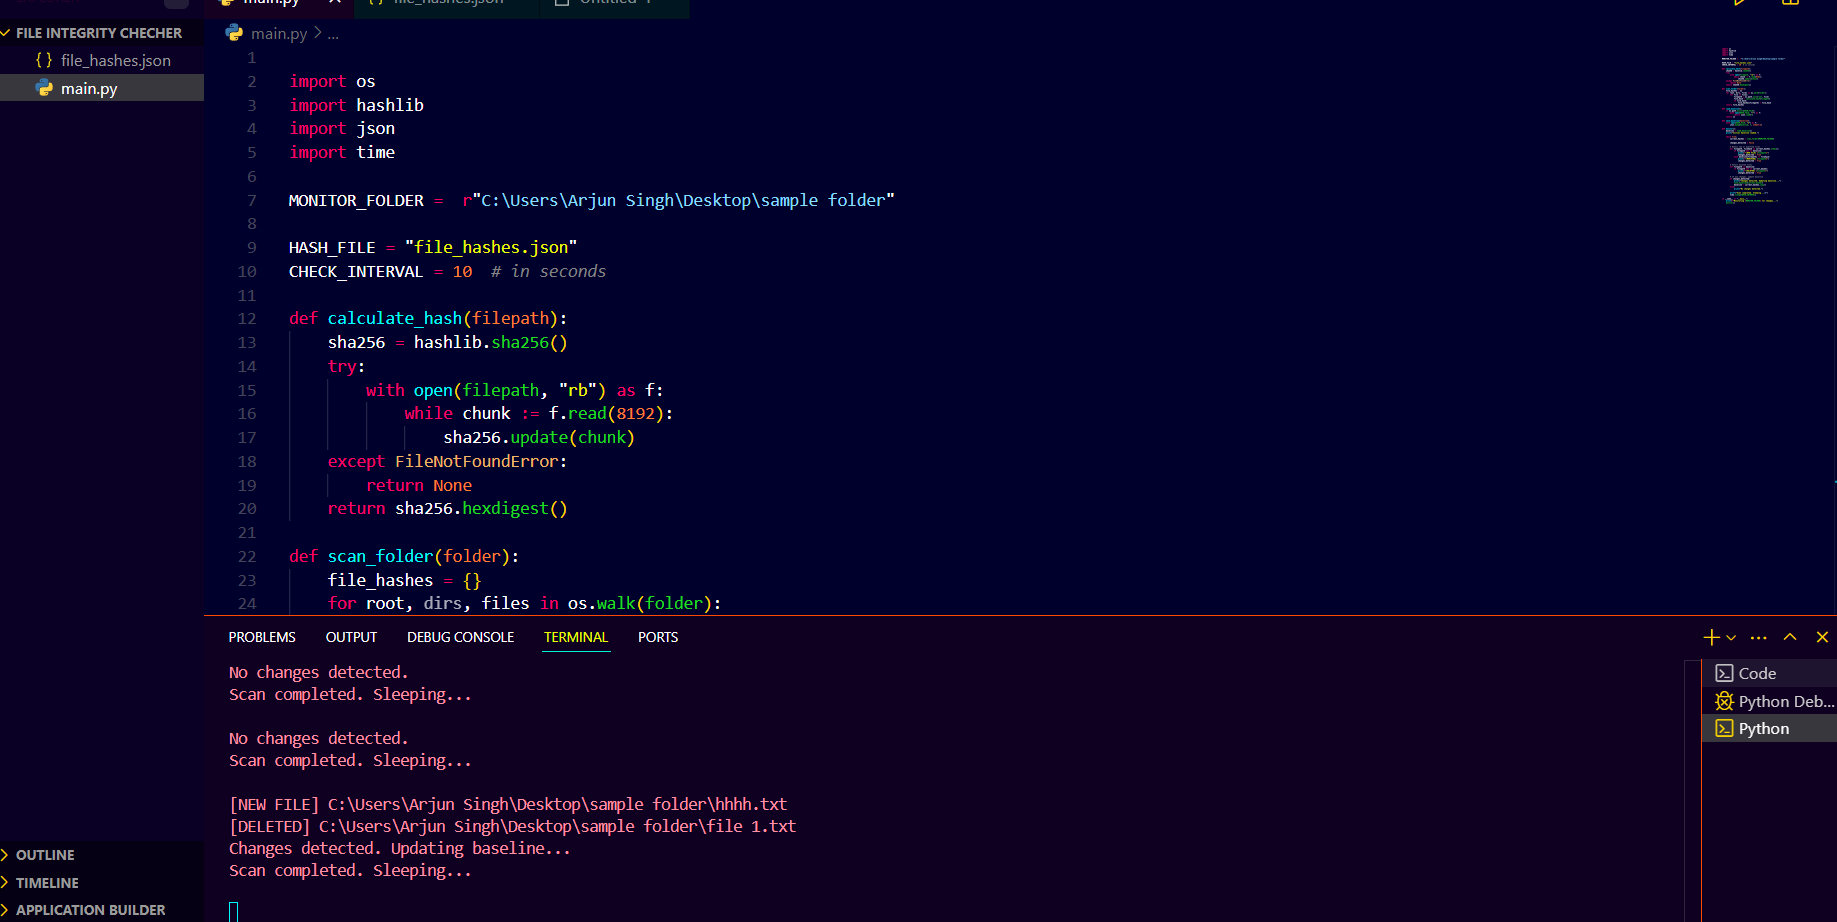 main.py
file_hashes.json
Untitled-1
FILE INTEGRITY CHECHER
{} file_hashes.json
main.py
main.py > ...
1
2 import os
3 import hashlib
4 import json
5 import time
6
7 MONITOR_FOLDER = r"C:\Users\Arjun Singh\Desktop\sample folder"
8
9 HASH_FILE = "file_hashes.json"
10 CHECK_INTERVAL = 10 # in seconds
11
12 def calculate_hash(filepath):
13 sha256 = hashlib.sha256()
14 try:
15 with open(filepath, "rb") as f:
16 while chunk := f.read(8192):
17 sha256.update(chunk)
18 except FileNotFoundError:
19 return None
20 return sha256.hexdigest()
21
22 def scan_folder(folder):
23 file_hashes = {}
24 for root, dirs, files in os.walk(folder):
PROBLEMS OUTPUT DEBUG CONSOLE TERMINAL PORTS
No changes detected.
Scan completed. Sleeping...
No changes detected.
Scan completed. Sleeping...
[NEW FILE] C:\Users\Arjun Singh\Desktop\sample folder\hhhh.txt
[DELETED] C:\Users\Arjun Singh\Desktop\sample folder\file 1.txt
Changes detected. Updating baseline...
Scan completed. Sleeping...
Code
Python Deb...
Python
OUTLINE
TIMELINE
APPLICATION BUILDER